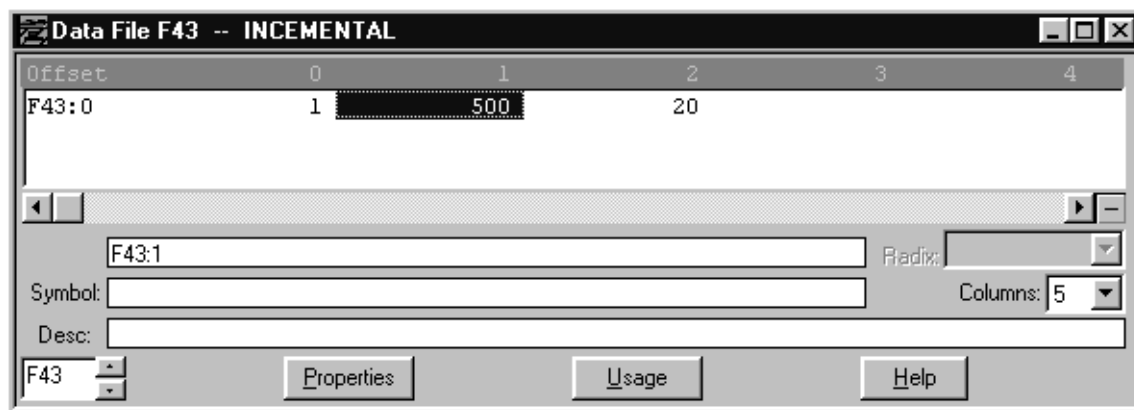 Data File F43 -- INCEMENTAL
Offset 0 1 2 3 4
F43:0 1 500 20
F43:1 Radix:
Symbol: Columns: 5
Desc:
F43 Properties Usage Help